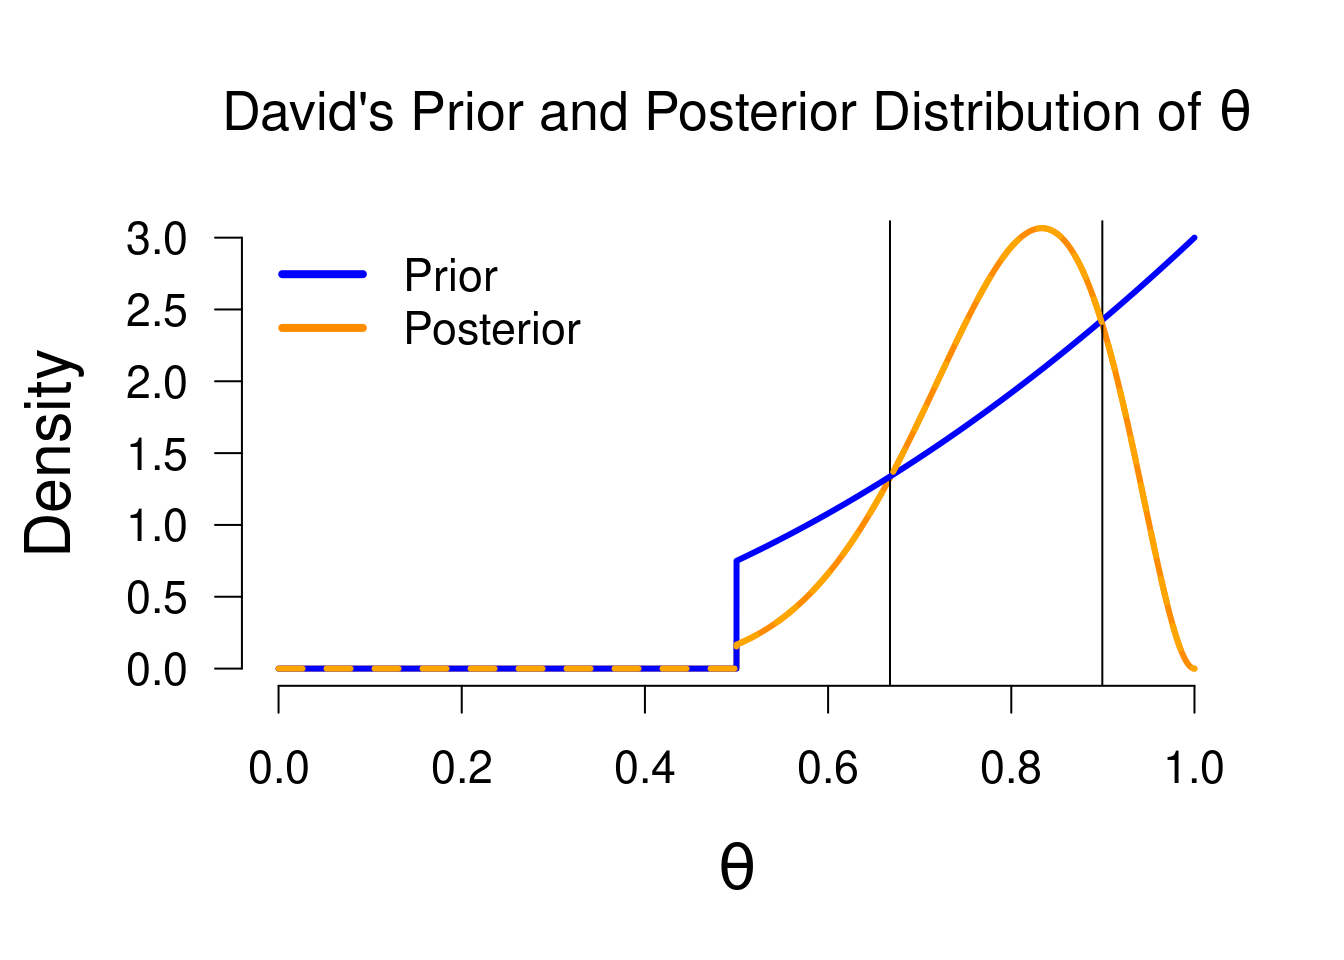 David's Prior and Posterior Distribution of θ
3.0
2.5
2.0
1.5
1.0
0.5
0.0
Density
Prior
Posterior
0.0 0.2 0.4 0.6 0.8 1.0
θ